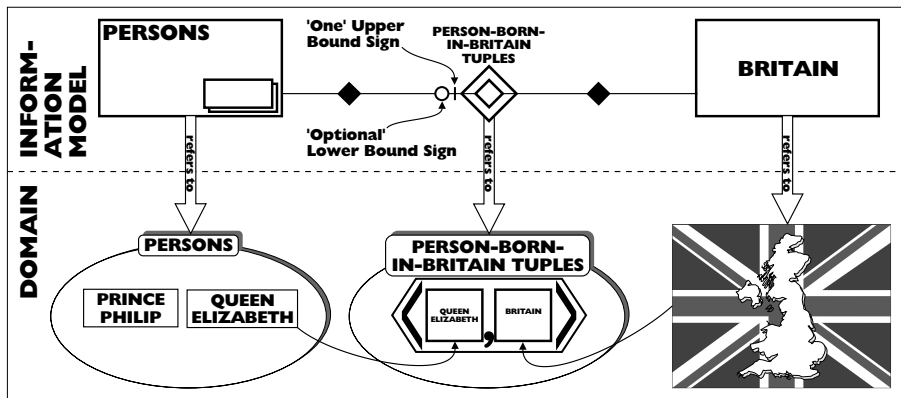 INFORM-
ATION
MODEL
PERSONS
'One' Upper
Bound Sign
PERSON-BORN-
IN-BRITAIN
TUPLES
BRITAIN
'Optional'
Lower Bound Sign
refers to
refers to
refers to
DOMAIN
PERSONS
PRINCE
PHILIP
QUEEN
ELIZABETH
PERSON-BORN-
IN-BRITAIN TUPLES
QUEEN
ELIZABETH
,
BRITAIN